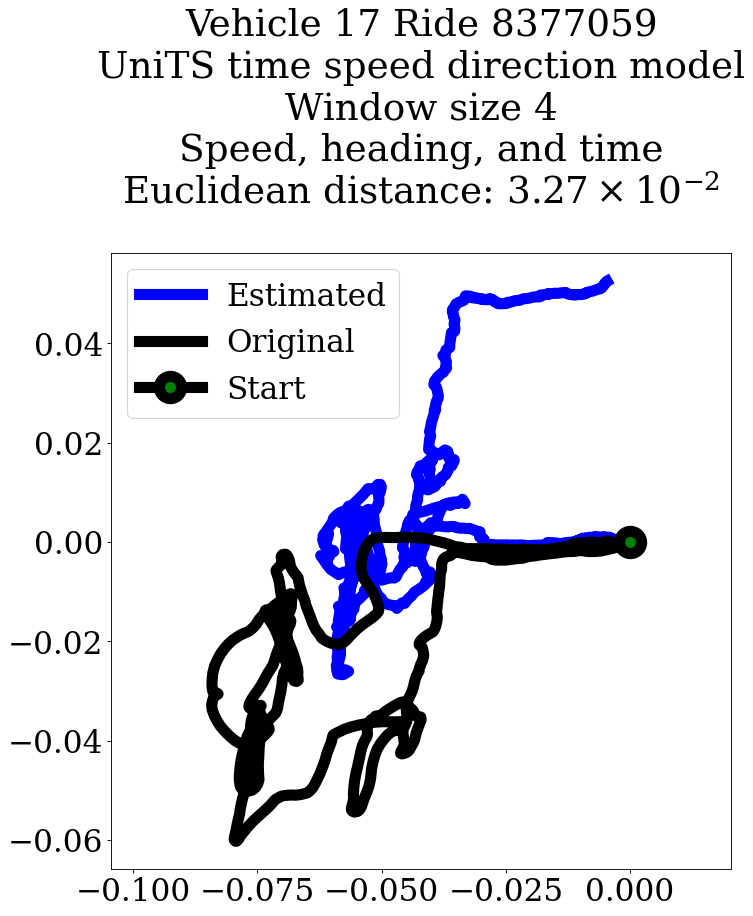 Vehicle 17 Ride 8377059
UniTS time speed direction model
Window size 4
Speed, heading, and time
Euclidean distance: 3.27 × 10⁻²
Estimated
Original
Start
0.04
0.02
0.00
−0.02
−0.04
−0.06
−0.100 −0.075 −0.050 −0.025 0.000